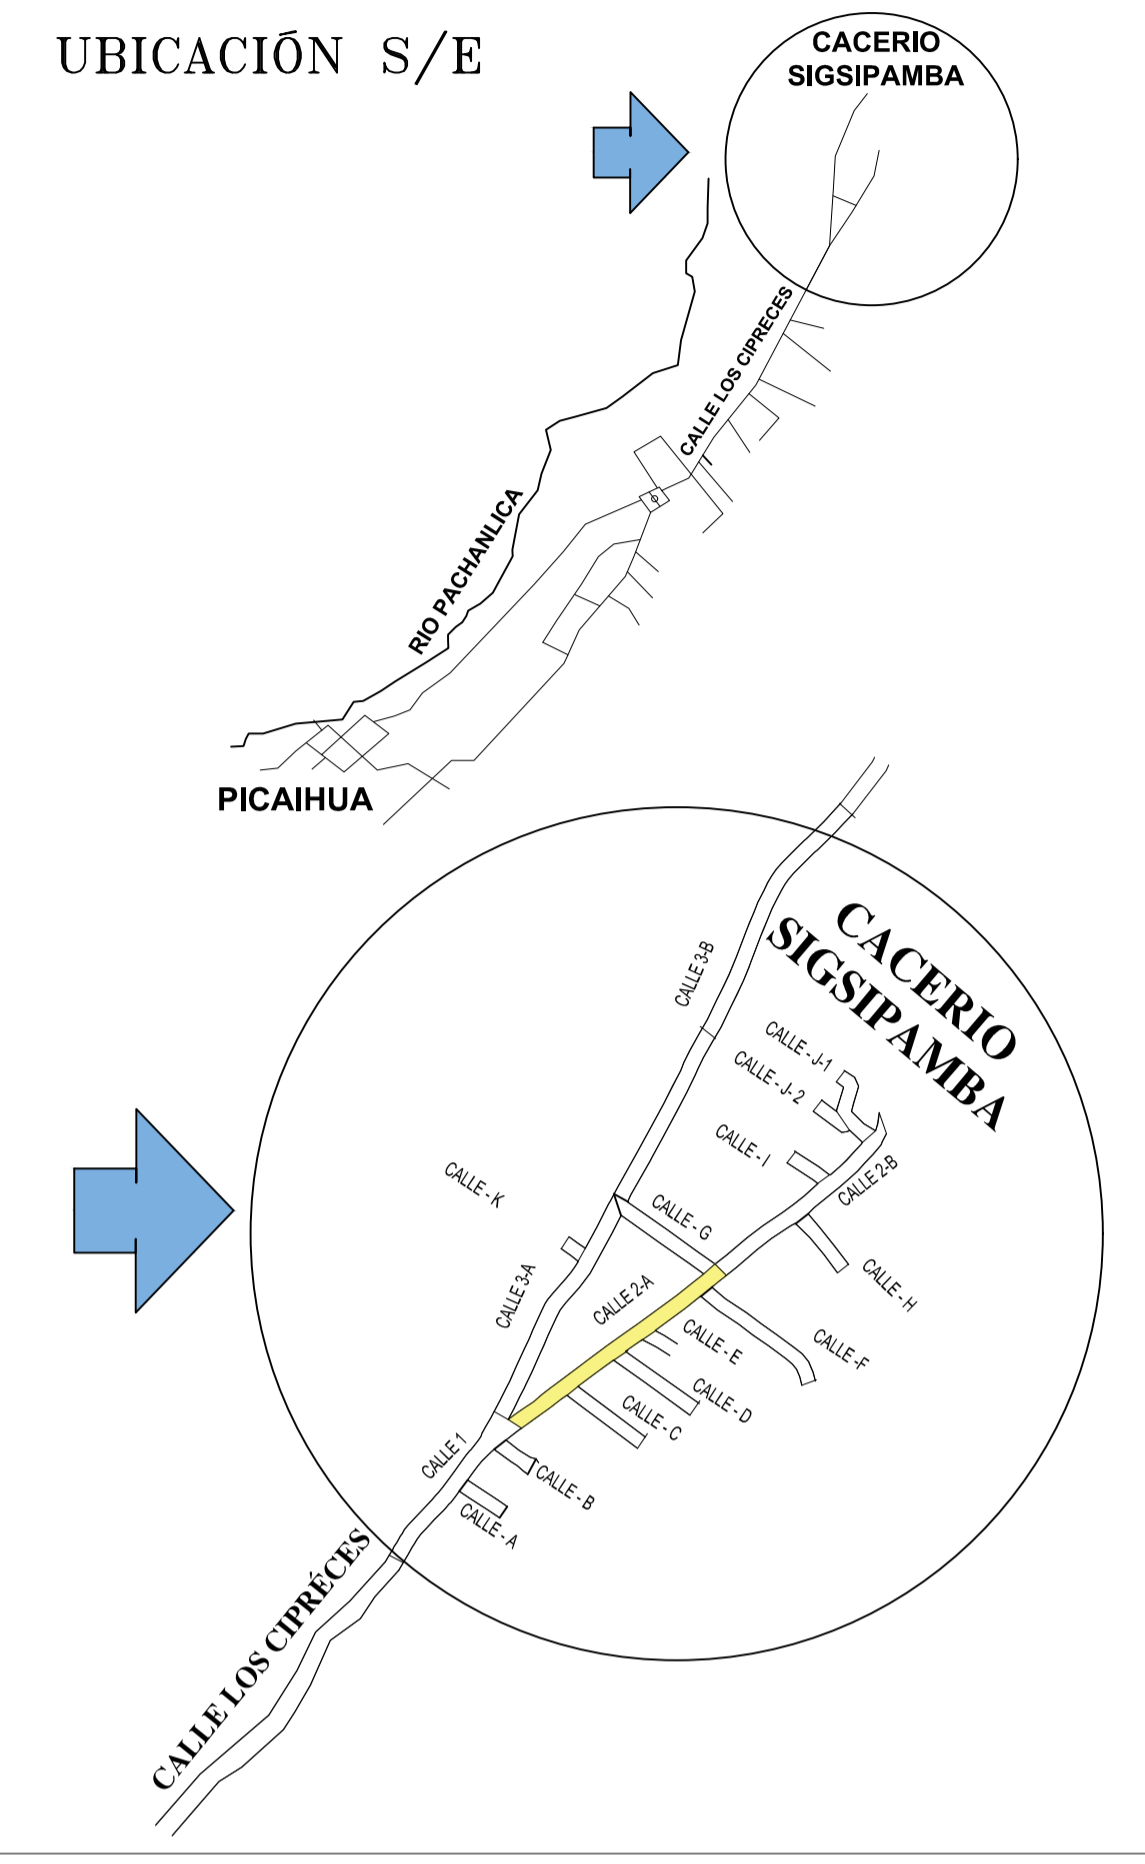 UBICACIÓN S/E
CACERIO
SIGSIPAMBA
CALLE LOS CIPRECES
RIO PACHANLICA
PICAIHUA
CACERIO
SIGSIPAMBA
CALLE 3-B
CALLE - J-1
CALLE - J- 2
CALLE - I
CALLE 2-B
CALLE - K
CALLE - G
CALLE - H
CALLE 3-A
CALLE 2-A
CALLE - E
CALLE -F
CALLE - D
CALLE - C
CALLE 1
CALLE - B
CALLE - A
CALLE LOS CIPRÉCES